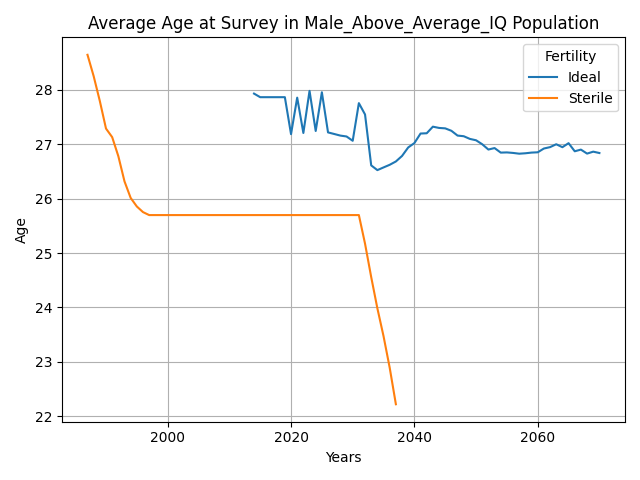 Average Age at Survey in Male_Above_Average_IQ Population
Fertility
Ideal
Sterile
28
27
26
25
24
23
22
Age
2000 2020 2040 2060
Years